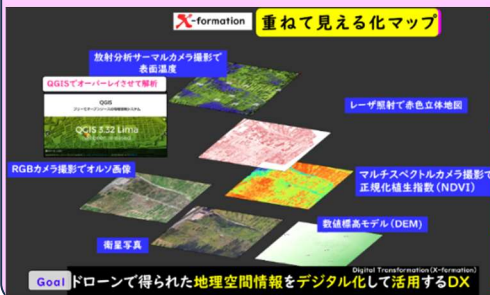 X-formation 重ねて見える化マップ
放射分析サーマルカメラ撮影で
表面温度
QGISでオーバーレイさせて解析
QGIS
QGIS 3.32 Lima
レーザ照射で赤色立体地図
RGBカメラ撮影でオルソ画像
マルチスペクトルカメラ撮影で
正規化植生指数(NDVI)
数値標高モデル(DEM)
衛星写真
Digital Transformation(X-formation)
Goal ドローンで得られた地理空間情報をデジタル化して活用するDX